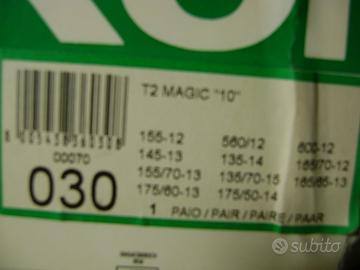 T2 MAGIC "10"
155-12 560/12 600-12
145-13 135-14 165/70-12
155/70-13 135/70-15 165/65-13
175/60-13 175/50-14
00070
030
1 PAIO / PAIR / PAIRE / PAAR
subito